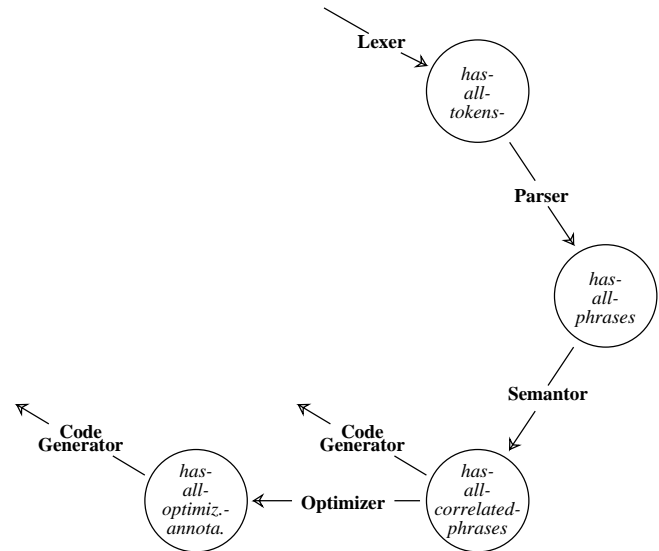 Lexer
has-
all-
tokens-
Parser
has-
all-
phrases
Semantor
Code
Generator
Code
Generator
has-
all-
optimiz.-
annota.
Optimizer
has-
all-
correlated-
phrases